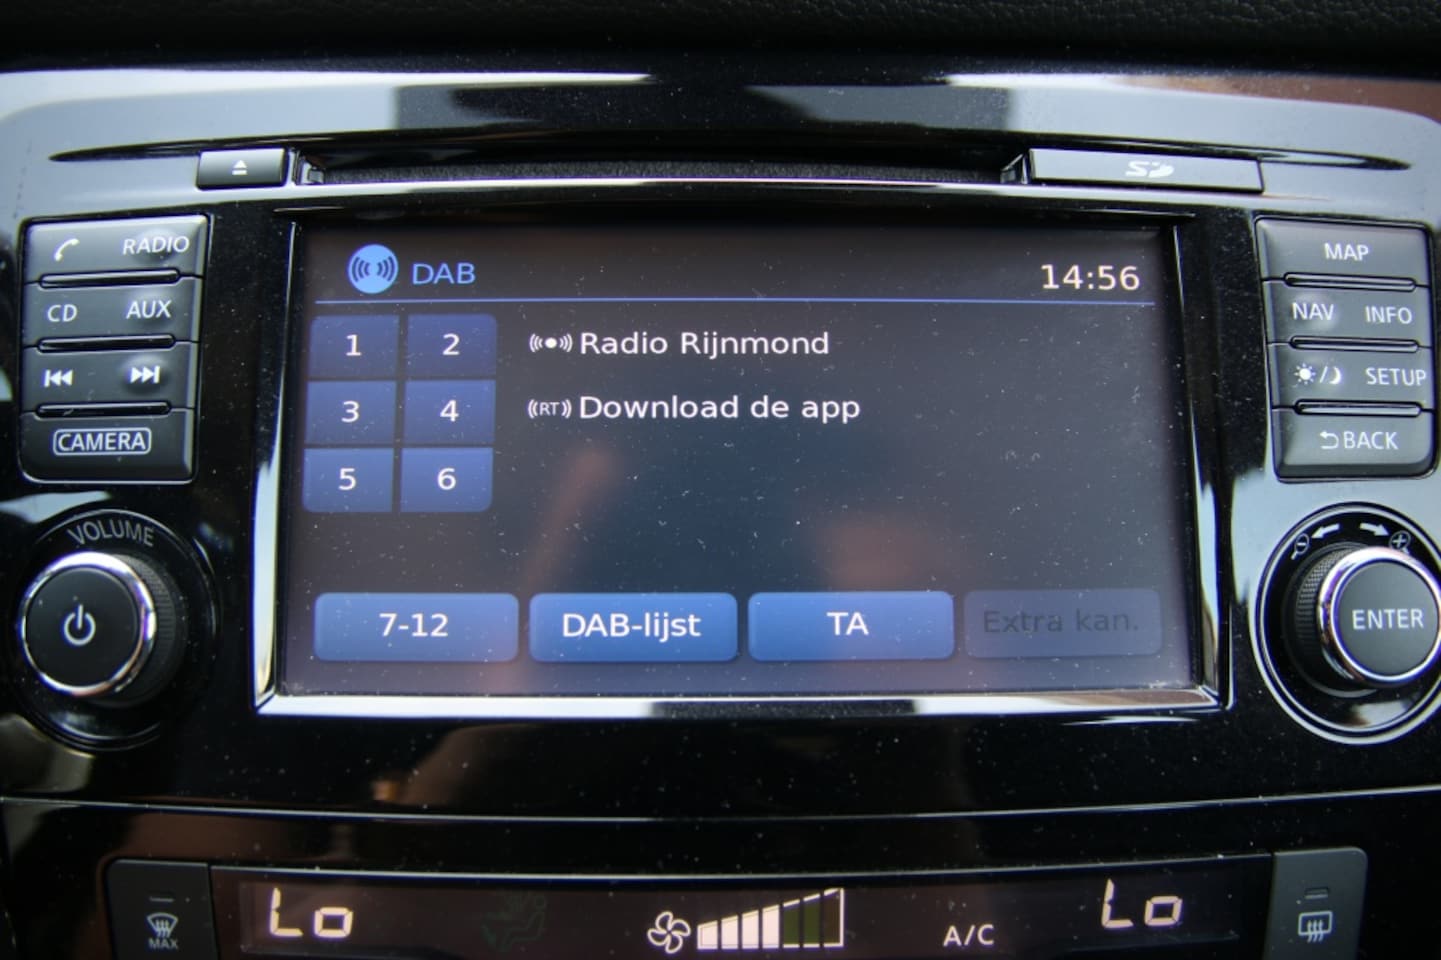 SD
RADIO
CD AUX
CAMERA
VOLUME
DAB 14:56
1 2
3 4
5 6
Radio Rijnmond
(RT) Download de app
7-12 DAB-lijst TA Extra kan.
MAP
NAV INFO
SETUP
BACK
ENTER
MAX
Lo
A/C
Lo